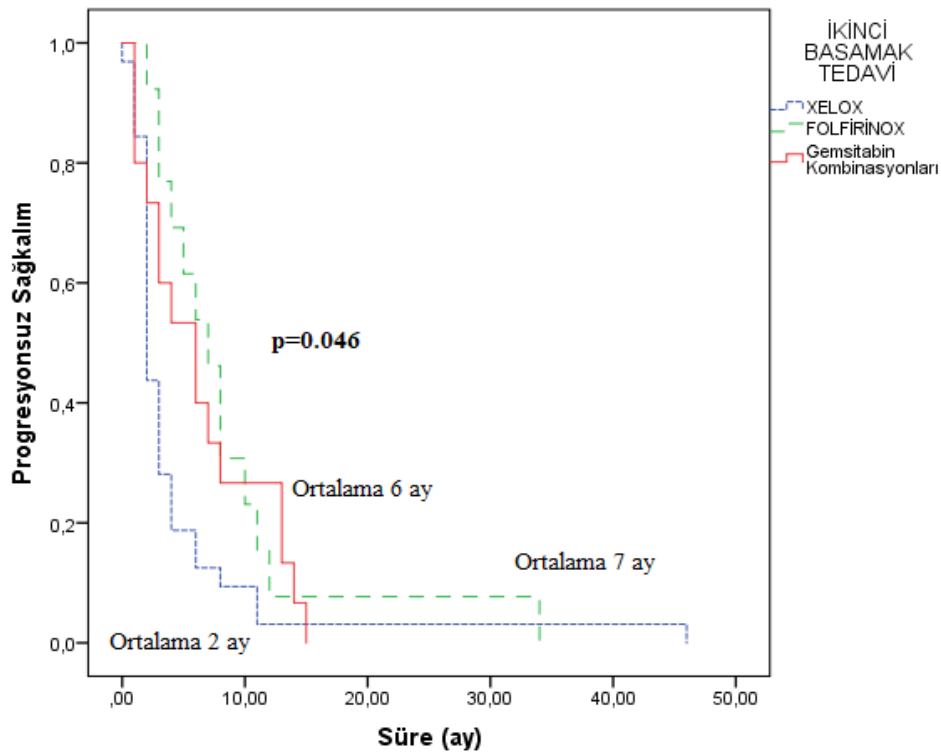 İKİNCİ
BASAMAK
TEDAVİ
XELOX
FOLFİRİNOX
Gemsitabin
Kombinasyonları
Progresyonsuz Sağkalım
1,0
0,8
0,6
0,4
0,2
0,0
p=0.046
Ortalama 6 ay
Ortalama 7 ay
Ortalama 2 ay
,00
10,00
20,00
30,00
40,00
50,00
Süre (ay)